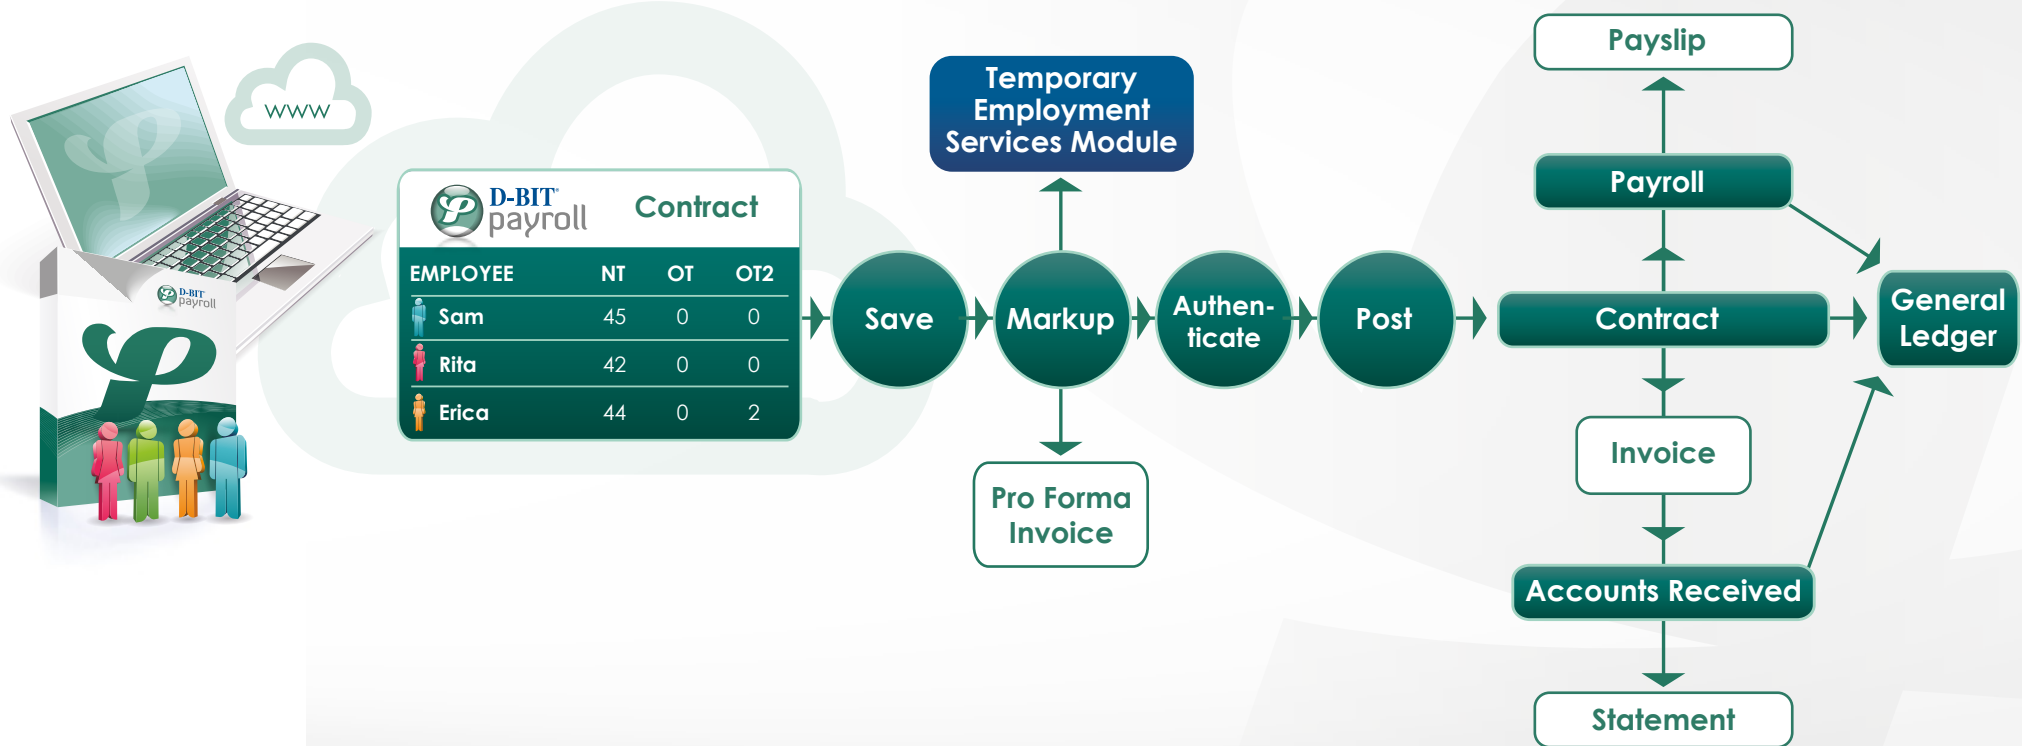 WWW
D-BIT
payroll
D-BIT®
payroll
Contract
EMPLOYEE NT OT OT2
Sam 45 0 0
Rita 42 0 0
Erica 44 0 2
Save
Temporary
Employment
Services Module
Markup
Pro Forma
Invoice
Authen-
ticate
Post
Payslip
Payroll
Contract
General
Ledger
Invoice
Accounts Received
Statement